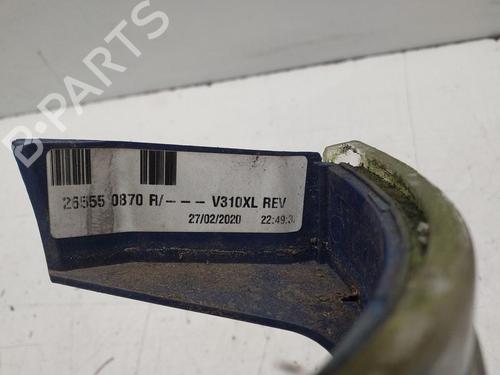 B-PARTS
26555 0870 R/--- V310XL REV
27/02/2020 22:49:3